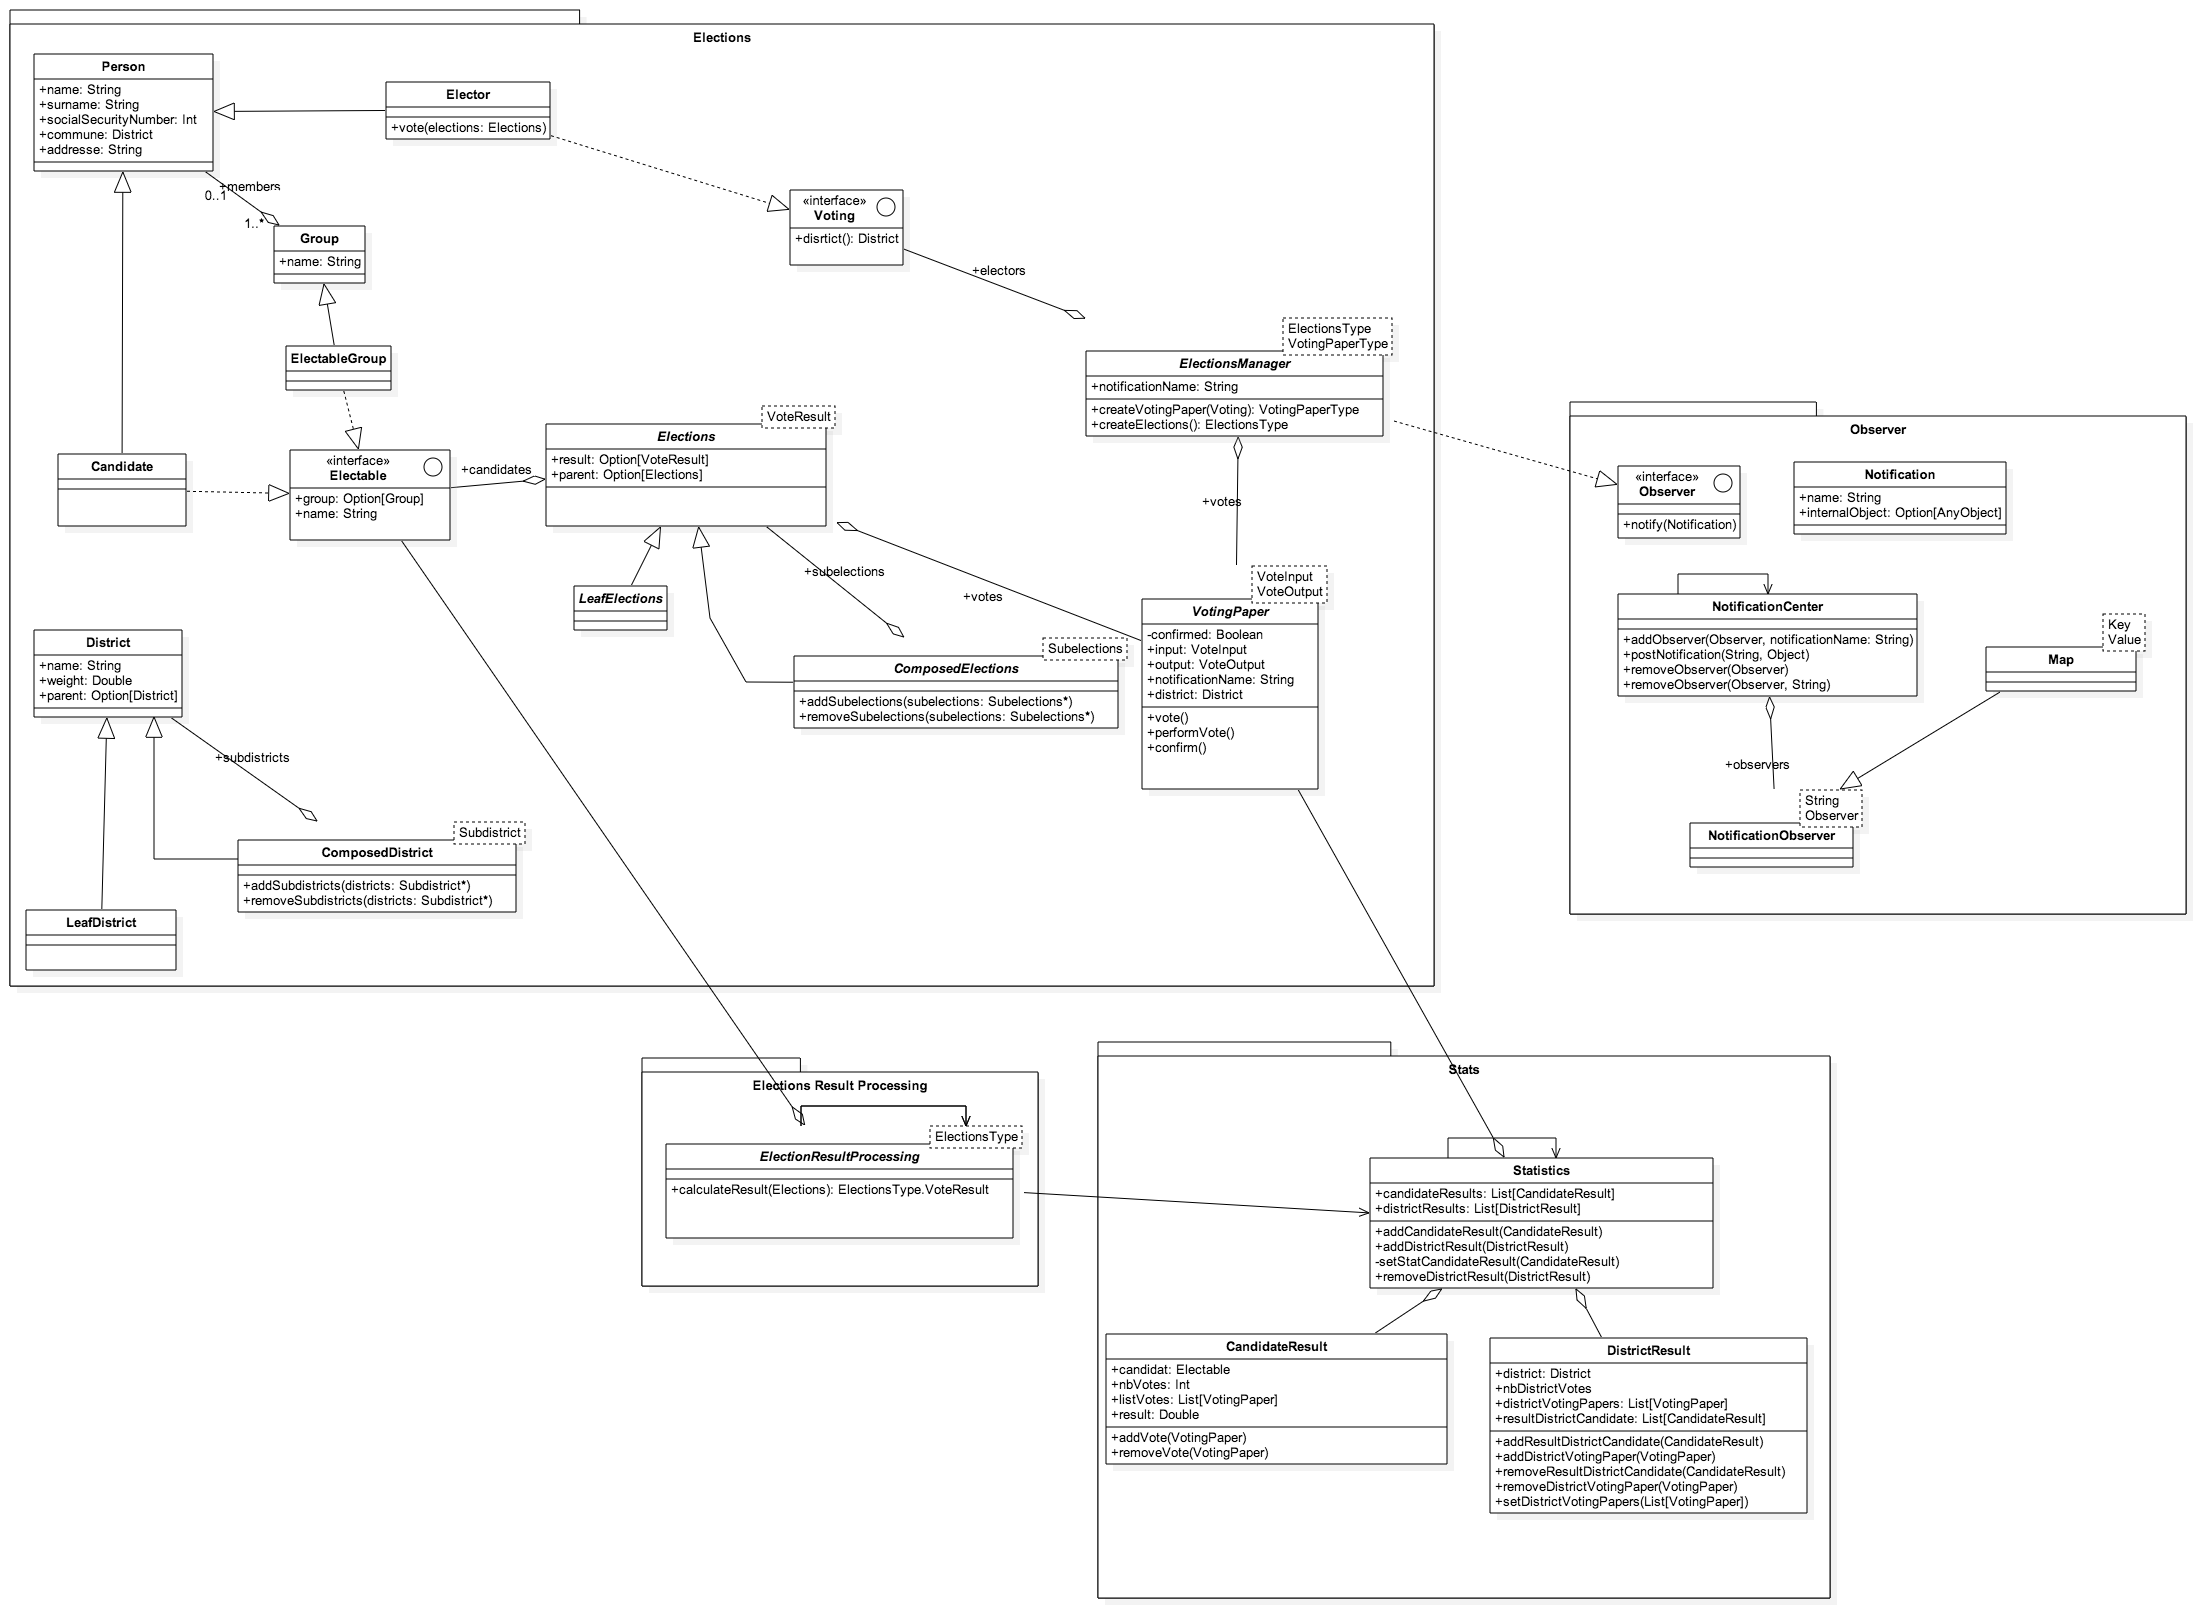 Elections
Person
+name: String
+surname: String
+socialSecurityNumber: Int
+commune: District
+addresse: String
Elector
+vote(elections: Elections)
+members
0..1
1..*
Group
+name: String
«interface»
Voting
+disrtict(): District
+electors
ElectableGroup
ElectionsType
VotingPaperType
ElectionsManager
+notificationName: String
+createVotingPaper(Voting): VotingPaperType
+createElections(): ElectionsType
Candidate
«interface»
Electable
+group: Option[Group]
+name: String
+candidates
VoteResult
Elections
+result: Option[VoteResult]
+parent: Option[Elections]
+votes
LeafElections
+subelections
+votes
VoteInput
VoteOutput
VotingPaper
-confirmed: Boolean
+input: VoteInput
+output: VoteOutput
+notificationName: String
+district: District
+vote()
+performVote()
+confirm()
Subelections
ComposedElections
+addSubelections(subelections: Subelections*)
+removeSubelections(subelections: Subelections*)
District
+name: String
+weight: Double
+parent: Option[District]
+subdistricts
Subdistrict
ComposedDistrict
+addSubdistricts(districts: Subdistrict*)
+removeSubdistricts(districts: Subdistrict*)
LeafDistrict
Observer
«interface»
Observer
+notify(Notification)
Notification
+name: String
+internalObject: Option[AnyObject]
NotificationCenter
+addObserver(Observer, notificationName: String)
+postNotification(String, Object)
+removeObserver(Observer)
+removeObserver(Observer, String)
Key
Value
Map
+observers
String
Observer
NotificationObserver
Elections Result Processing
ElectionsType
ElectionResultProcessing
+calculateResult(Elections): ElectionsType.VoteResult
Stats
Statistics
+candidateResults: List[CandidateResult]
+districtResults: List[DistrictResult]
+addCandidateResult(CandidateResult)
+addDistrictResult(DistrictResult)
-setStatCandidateResult(CandidateResult)
+removeDistrictResult(DistrictResult)
CandidateResult
+candidat: Electable
+nbVotes: Int
+listVotes: List[VotingPaper]
+result: Double
+addVote(VotingPaper)
+removeVote(VotingPaper)
DistrictResult
+district: District
+nbDistrictVotes
+districtVotingPapers: List[VotingPaper]
+resultDistrictCandidate: List[CandidateResult]
+addResultDistrictCandidate(CandidateResult)
+addDistrictVotingPaper(VotingPaper)
+removeResultDistrictCandidate(CandidateResult)
+removeDistrictVotingPaper(VotingPaper)
+setDistrictVotingPapers(List[VotingPaper])